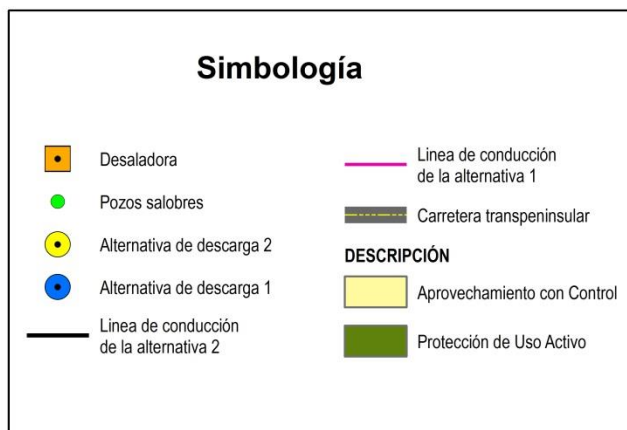 Simbología
Desaladora
Pozos salobres
Alternativa de descarga 2
Alternativa de descarga 1
Linea de conducción
de la alternativa 2
Linea de conducción
de la alternativa 1
Carretera transpeninsular
DESCRIPCIÓN
Aprovechamiento con Control
Protección de Uso Activo